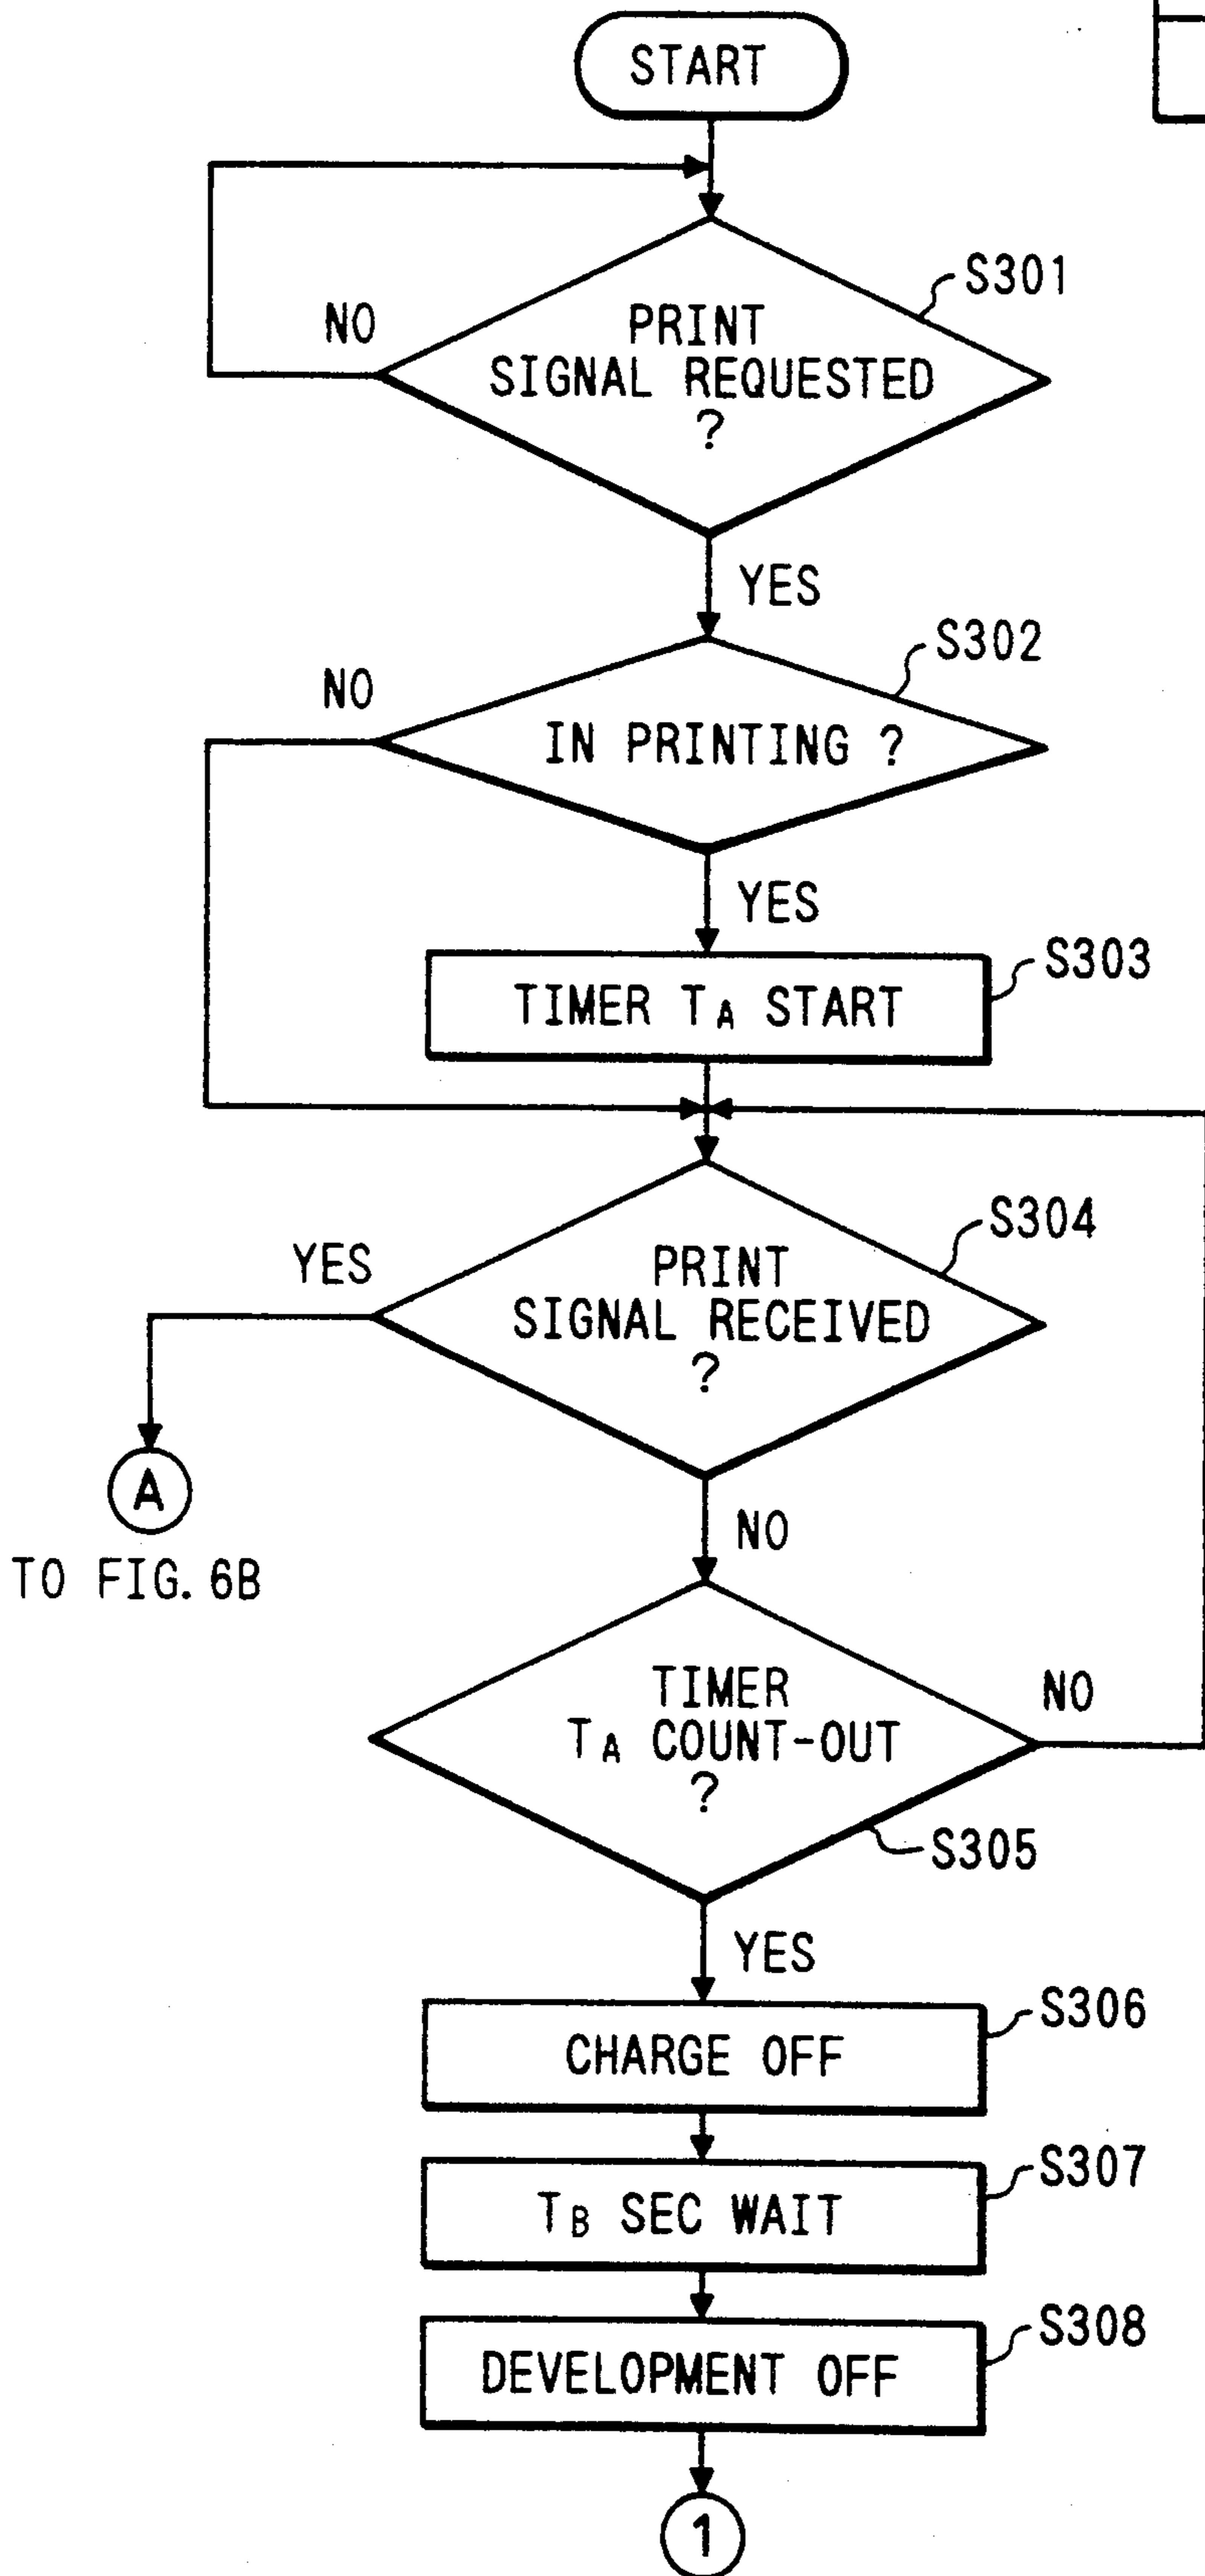 START
S301
NO
PRINT
SIGNAL REQUESTED
?
YES
S302
NO
IN PRINTING ?
YES
S303
TIMER TA START
S304
YES
PRINT
SIGNAL RECEIVED
?
A
NO
TO FIG. 6B
TIMER
NO
TA COUNT-OUT
?
S305
YES
S306
CHARGE OFF
S307
TB SEC WAIT
S308
DEVELOPMENT OFF
1